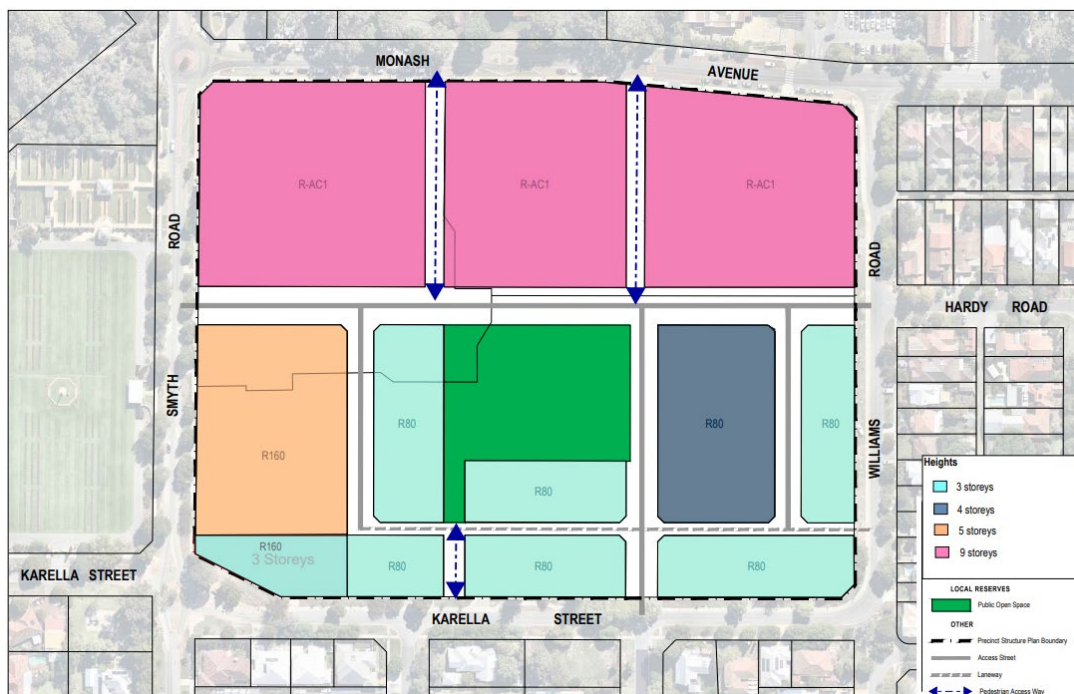 MONASH
AVENUE
R-AC1
R-AC1
R-AC1
ROAD
ROAD
HARDY ROAD
SMYTH
WILLIAMS
R80
R80
R80
R160
R80
R160
3 Storeys
R80
R80
R80
KARELLA STREET
KARELLA STREET
Heights
3 storeys
4 storeys
5 storeys
9 storeys
LOCAL RESERVES
Public Open Space
OTHER
Precinct Structure Plan Boundary
Access Street
Laneway
Pedestrian Access Way